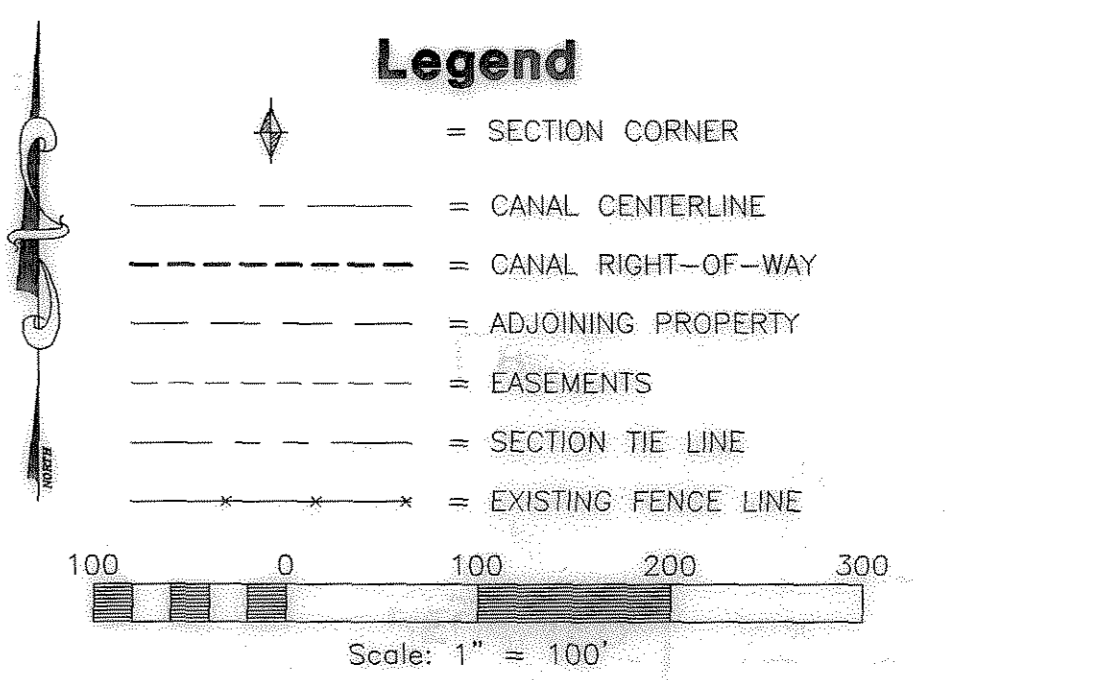 Legend
= SECTION CORNER
= CANAL CENTERLINE
= CANAL RIGHT-OF-WAY
= ADJOINING PROPERTY
= EASEMENTS
= SECTION TIE LINE
= EXISTING FENCE LINE
NORTH
100 0 100 200 300
Scale: 1" = 100'